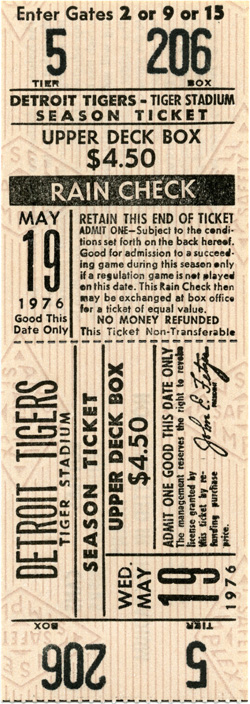 Enter Gates 2 or 9 or 15
5 206
TIER BOX
DETROIT TIGERS - TIGER STADIUM
SEASON TICKET
UPPER DECK BOX
$4.50
RAIN CHECK
MAY
19
1976
Good This
Date Only
RETAIN THIS END OF TICKET
ADMIT ONE—Subject to the condi-
tions set forth on the back hereof.
Good for admission to a succeed-
ing game during this season only
if a regulation game is not played
on this date. This Rain Check then
may be exchanged at box office
for a ticket of equal value.
NO MONEY REFUNDED
This Ticket Non-Transferable
DETROIT TIGERS
TIGER STADIUM
SEASON TICKET
UPPER DECK BOX
$4.50
ADMIT ONE GOOD THIS DATE ONLY
The management reserves the right to revoke
license granted by
this ticket by re-
funding purchase
price.
WED.
MAY
19
1976
206 5
BOX TIER